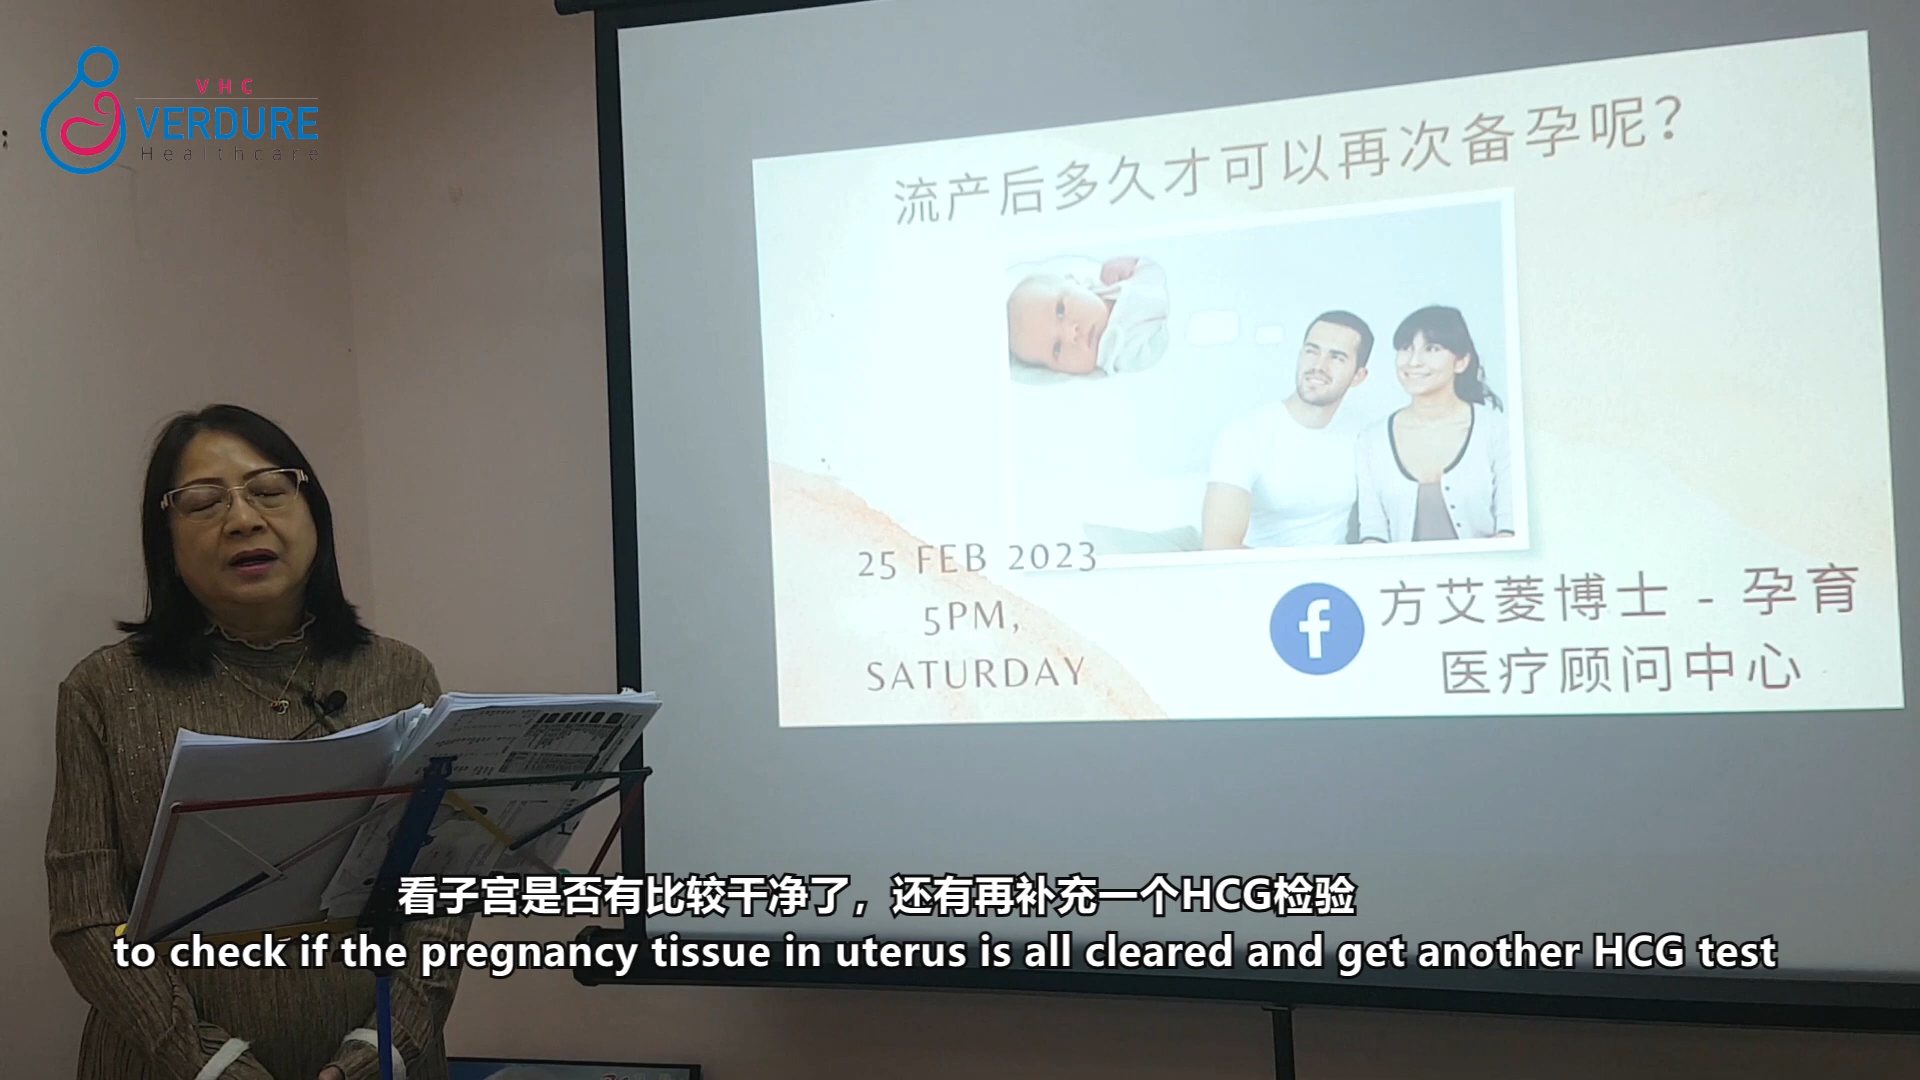 VHC
VERDURE
Healthcare
流产后多久才可以再次备孕呢？
25 FEB 2023
5PM,
SATURDAY
f
方艾菱博士 - 孕育
医疗顾问中心
看子宫是否有比较干净了，还有再补充一个HCG检验
to check if the pregnancy tissue in uterus is all cleared and get another HCG test